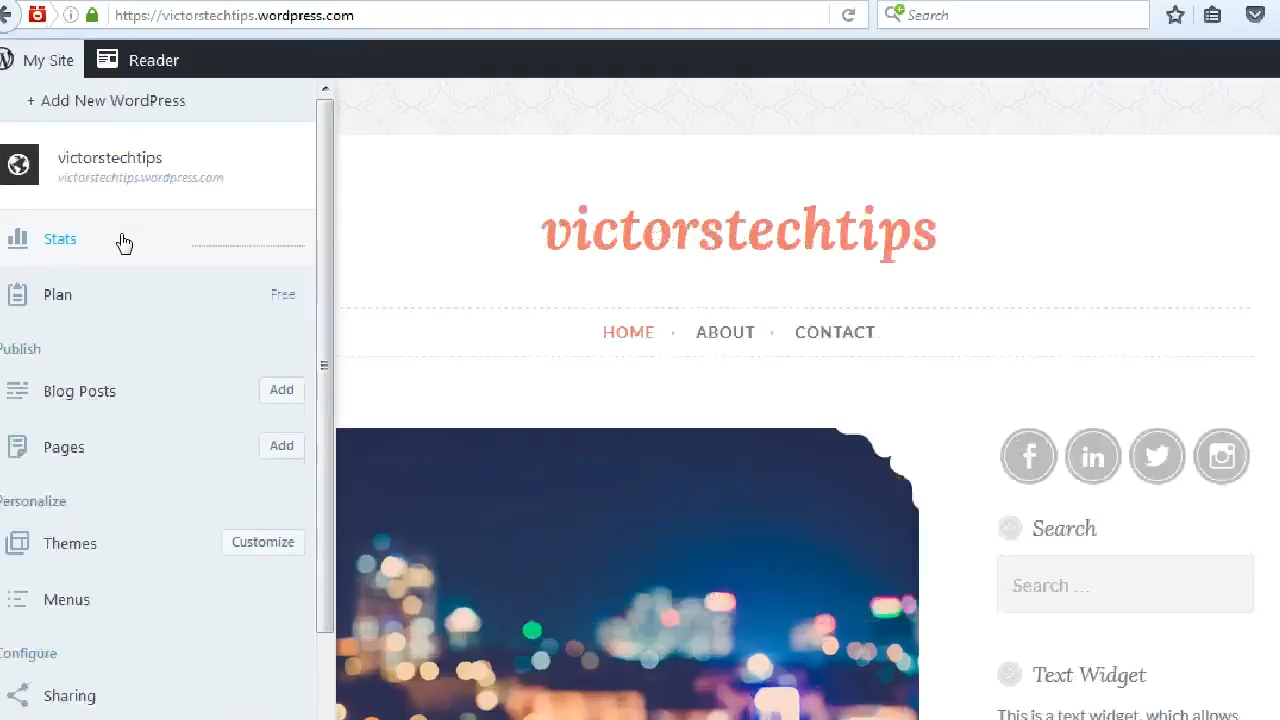 https://victorstechtips.wordpress.com
Search
My Site
Reader
+ Add New WordPress
victorstechtips
victorstechtips.wordpress.com
Stats
Plan
Free
Publish
Blog Posts
Add
Pages
Add
Personalize
Themes
Customize
Menus
Configure
Sharing
victorstechtips
HOME
ABOUT
CONTACT
Search
Search ...
Text Widget
This is a text widget, which allows